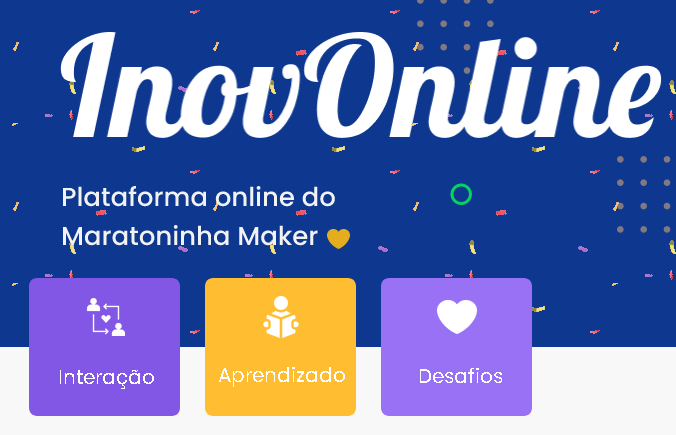 InovOnline
Plataforma online do
Maratoninha Maker
Interação
Aprendizado
Desafios